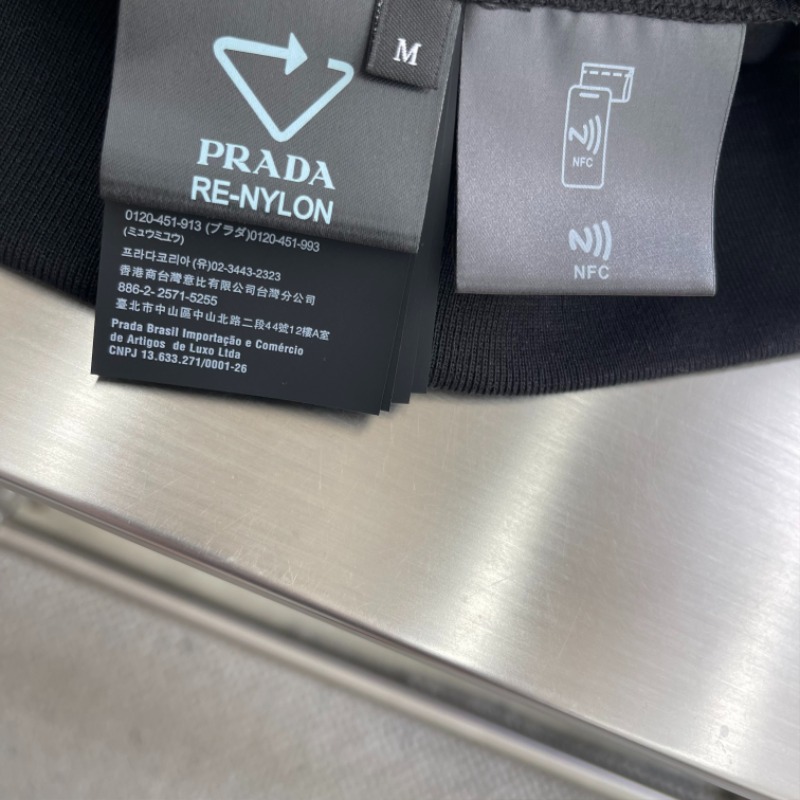 M
PRADA
RE-NYLON
0120-451-913 (プラダ)0120-451-993
(ミュウミュウ)
프라다코리아(유)02-3443-2323
香港商台灣意比有限公司台灣分公司
886-2- 2571-5255
臺北市中山區中山北路二段44號12樓A室
Prada Brasil Importação e Comércio
de Artigos de Luxo Ltda
CNPJ 13.633.271/0001-26
NFC
NFC